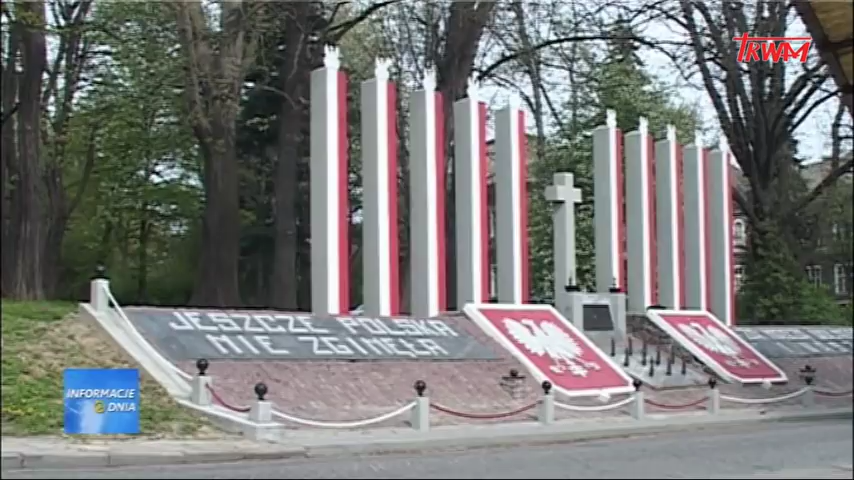 TRWAM
JESZCZE POLSKA
NIE ZGINĘŁA
INFORMACJE
DNIA